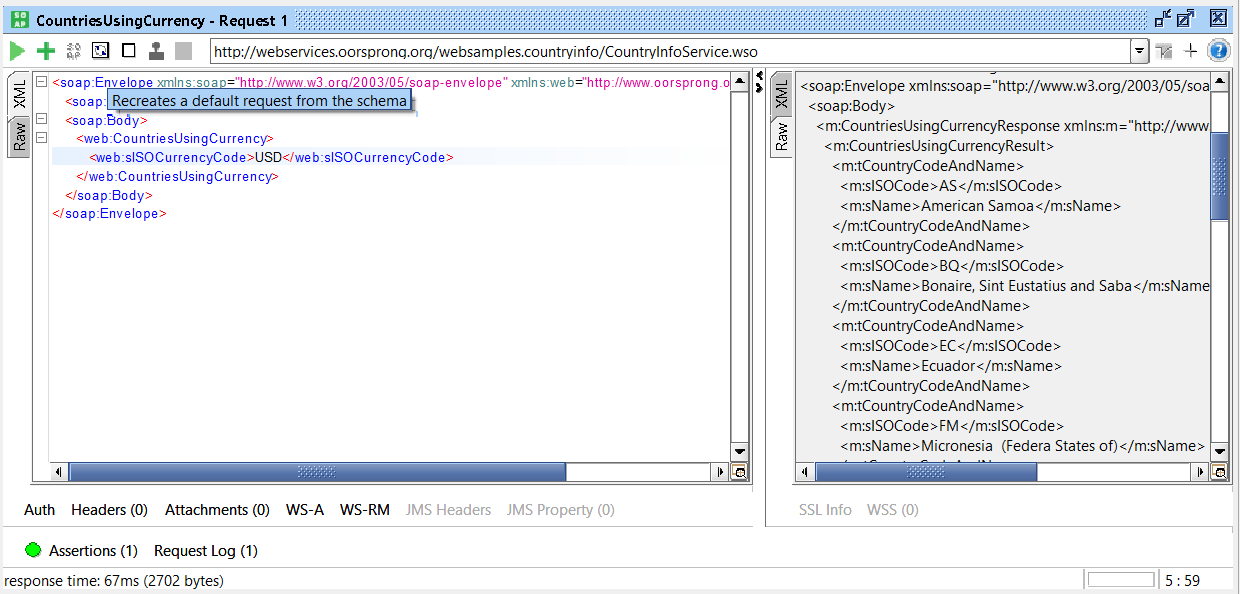 SO AP
CountriesUsingCurrency - Request 1
http://webservices.oorsprong.org/websamples.countryinfo/CountryInfoService.wso
XML
Raw
<soap:Envelope xmlns:soap="http://www.w3.org/2003/05/soap-envelope" xmlns:web="http://www.oorsprong.o
<soap:
Recreates a default request from the schema
<soap:Body>
<web:CountriesUsingCurrency>
<web:sISOCurrencyCode>USD</web:sISOCurrencyCode>
</web:CountriesUsingCurrency>
</soap:Body>
</soap:Envelope>
XML
Raw
<soap:Envelope xmlns:soap="http://www.w3.org/2003/05/soa
<soap:Body>
<m:CountriesUsingCurrencyResponse xmlns:m="http://www
<m:CountriesUsingCurrencyResult>
<m:tCountryCodeAndName>
<m:sISOCode>AS</m:sISOCode>
<m:sName>American Samoa</m:sName>
</m:tCountryCodeAndName>
<m:tCountryCodeAndName>
<m:sISOCode>BQ</m:sISOCode>
<m:sName>Bonaire, Sint Eustatius and Saba</m:sName
</m:tCountryCodeAndName>
<m:tCountryCodeAndName>
<m:sISOCode>EC</m:sISOCode>
<m:sName>Ecuador</m:sName>
</m:tCountryCodeAndName>
<m:tCountryCodeAndName>
<m:sISOCode>FM</m:sISOCode>
<m:sName>Micronesia  (Federa States of)</m:sName>
Auth Headers (0) Attachments (0) WS-A WS-RM JMS Headers JMS Property (0)
SSL Info WSS (0)
Assertions (1) Request Log (1)
response time: 67ms (2702 bytes)
5 : 59